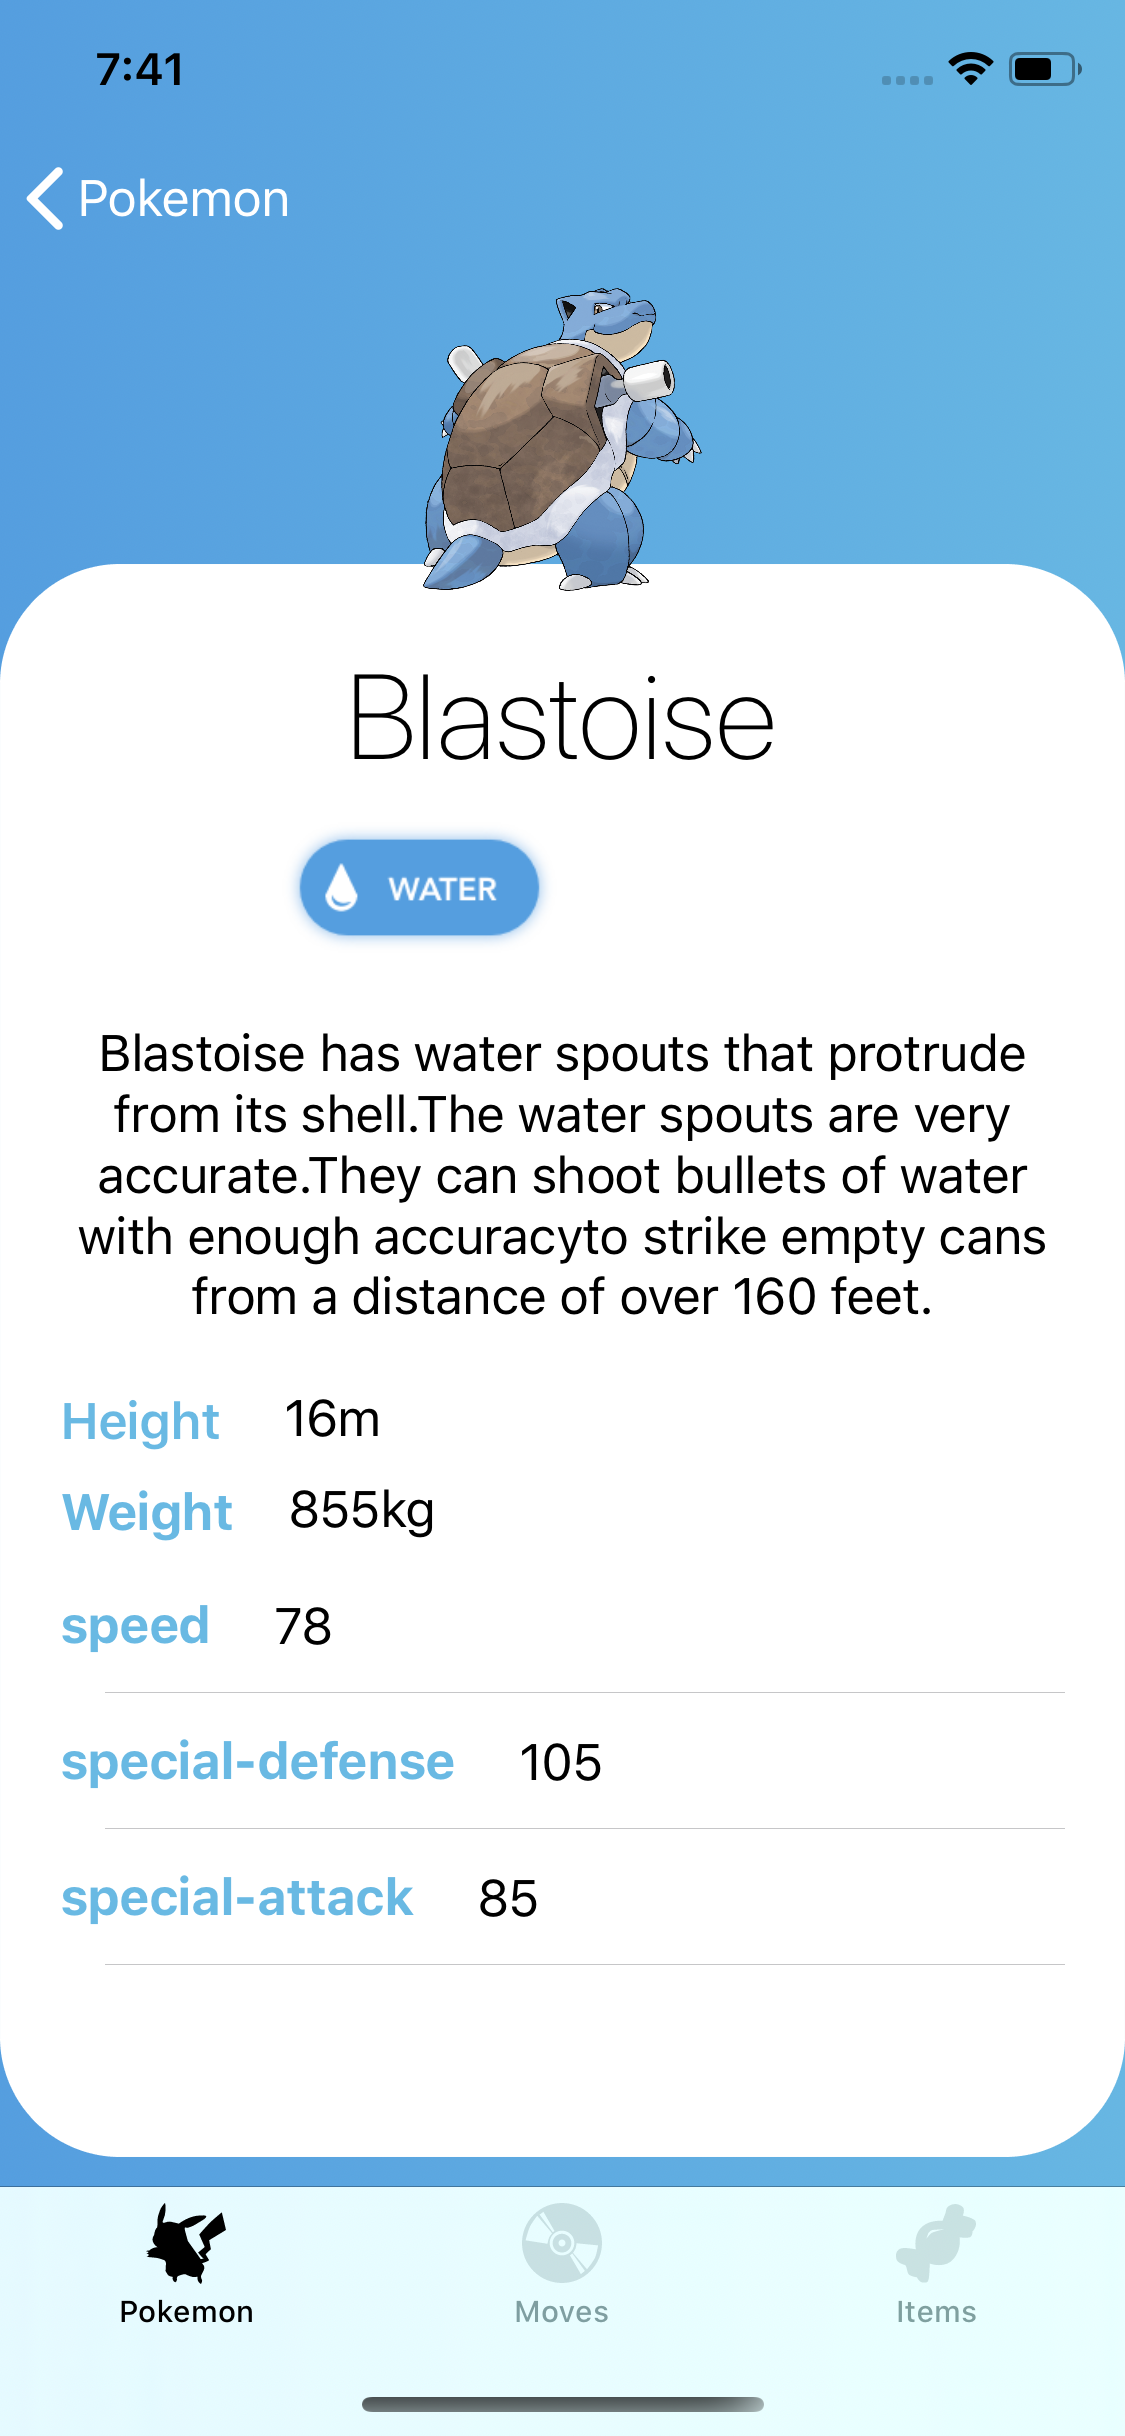 7:41
Pokemon
Blastoise
WATER
Blastoise has water spouts that protrude
from its shell.The water spouts are very
accurate.They can shoot bullets of water
with enough accuracyto strike empty cans
from a distance of over 160 feet.
Height 16m
Weight 855kg
speed 78
special-defense 105
special-attack 85
Pokemon Moves Items